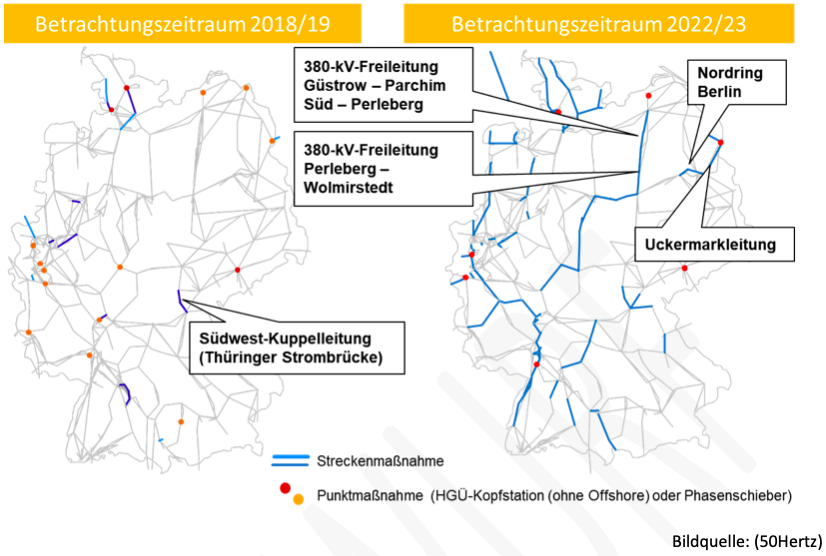 Betrachtungszeitraum 2018/19
Betrachtungszeitraum 2022/23
380-kV-Freileitung
Güstrow – Parchim
Süd – Perleberg
Nordring
Berlin
380-kV-Freileitung
Perleberg –
Wolmirstedt
Uckermarkleitung
Südwest-Kuppelleitung
(Thüringer Strombrücke)
Streckenmaßnahme
Punktmaßnahme (HGÜ-Kopfstation (ohne Offshore) oder Phasenschieber)
Bildquelle: (50Hertz)